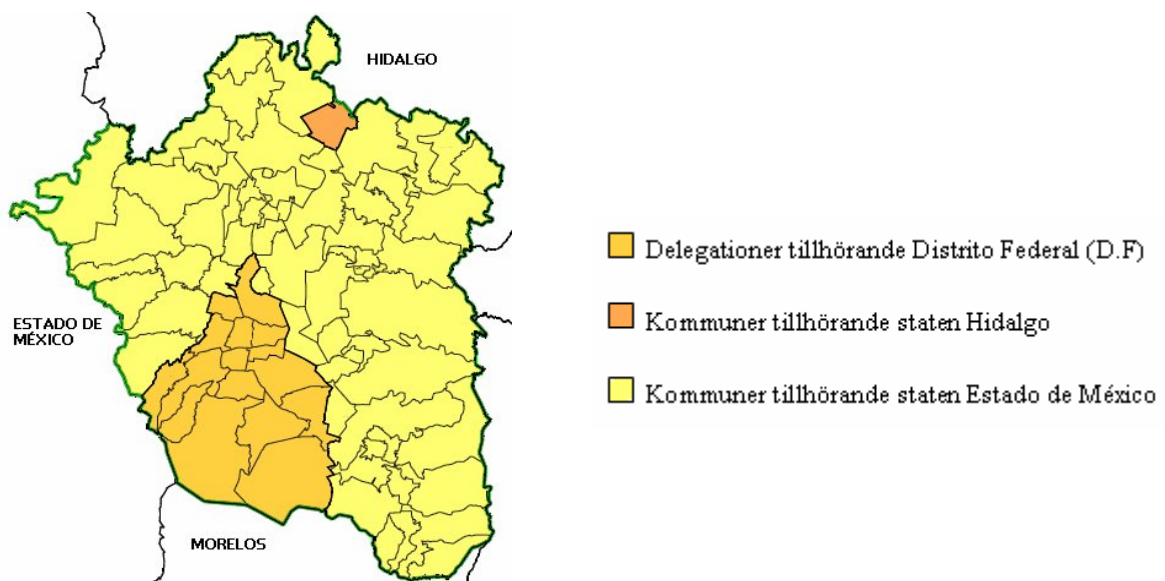 HIDALGO
ESTADO DE
MÉXICO
MORELOS
Delegationer tillhörande Distrito Federal (D.F)
Kommuner tillhörande staten Hidalgo
Kommuner tillhörande staten Estado de México